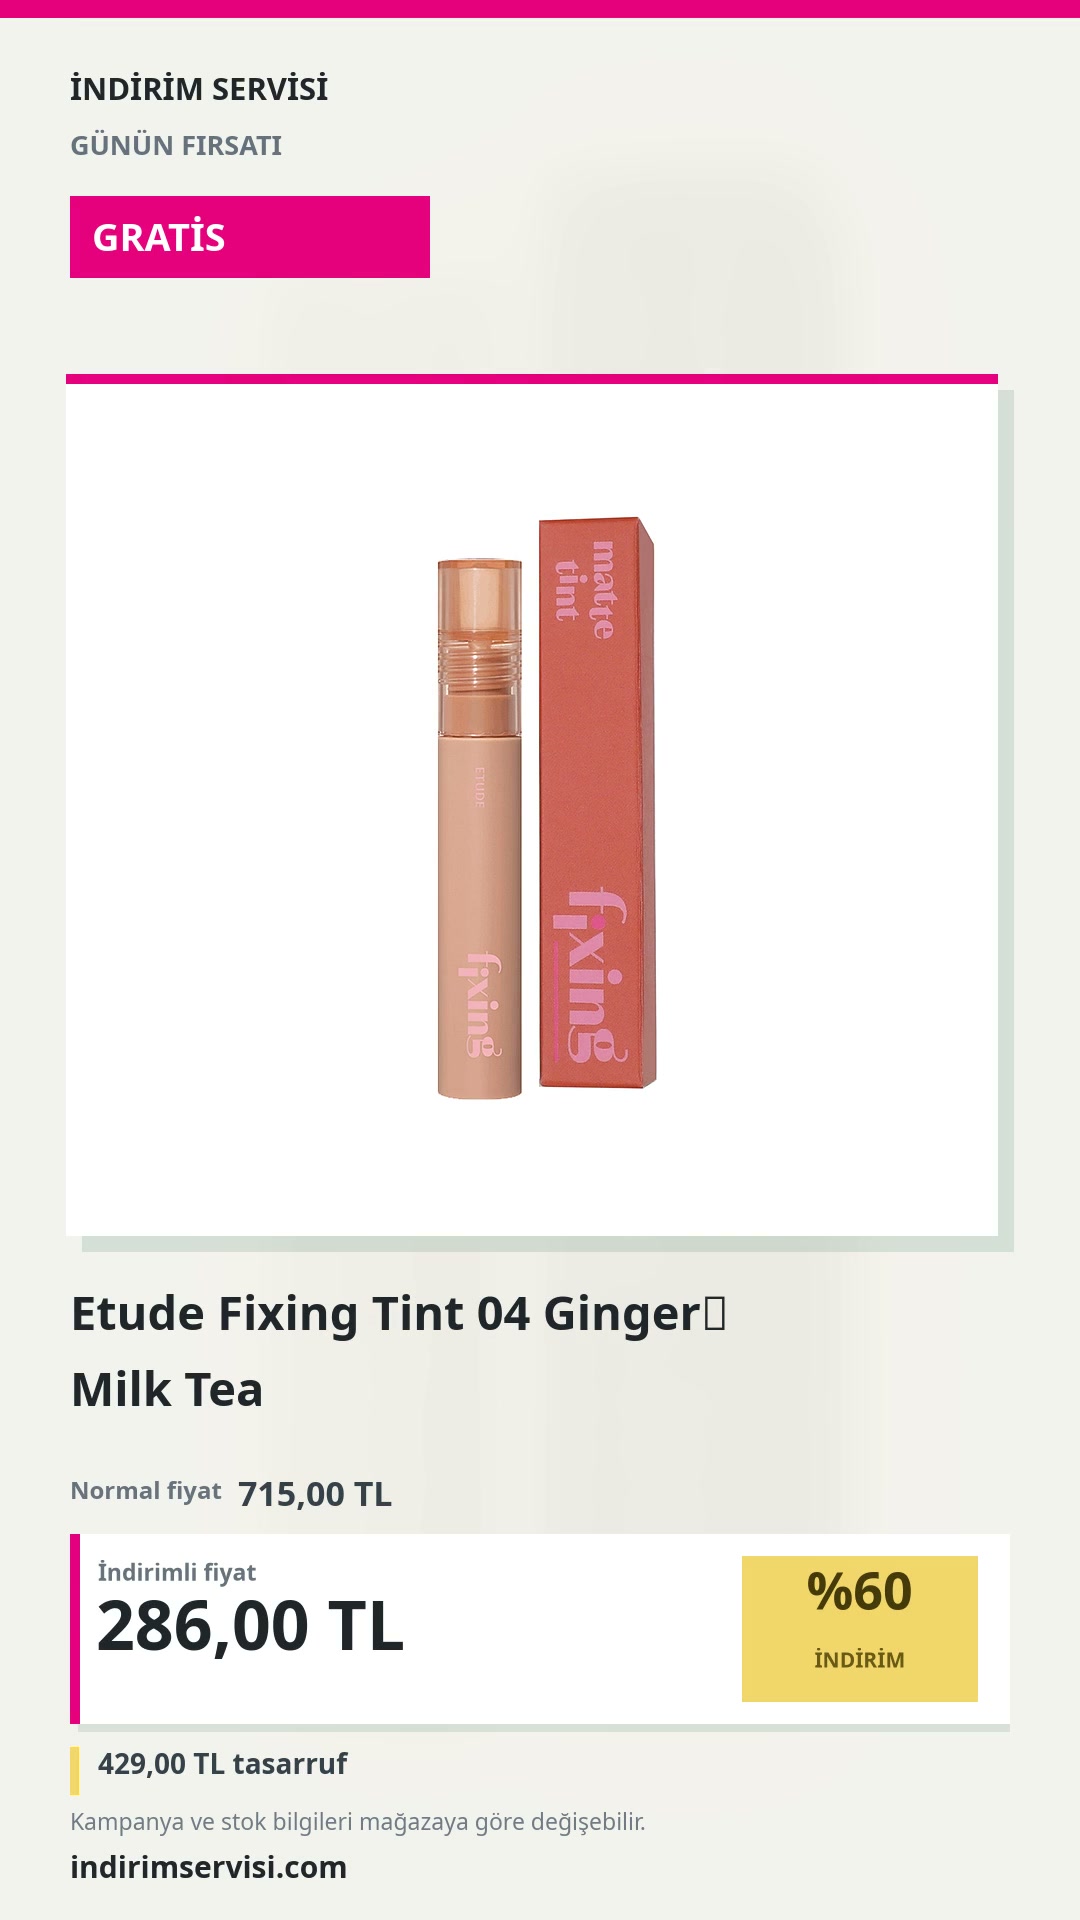 İNDİRİM SERVİSİ
GÜNÜN FIRSATI
GRATİS
matte
tint
fixing
ETUDE
fixing
Etude Fixing Tint 04 Ginger
Milk Tea
Normal fiyat 715,00 TL
İndirimli fiyat
286,00 TL
%60
İNDİRİM
429,00 TL tasarruf
Kampanya ve stok bilgileri mağazaya göre değişebilir.
indirimservisi.com